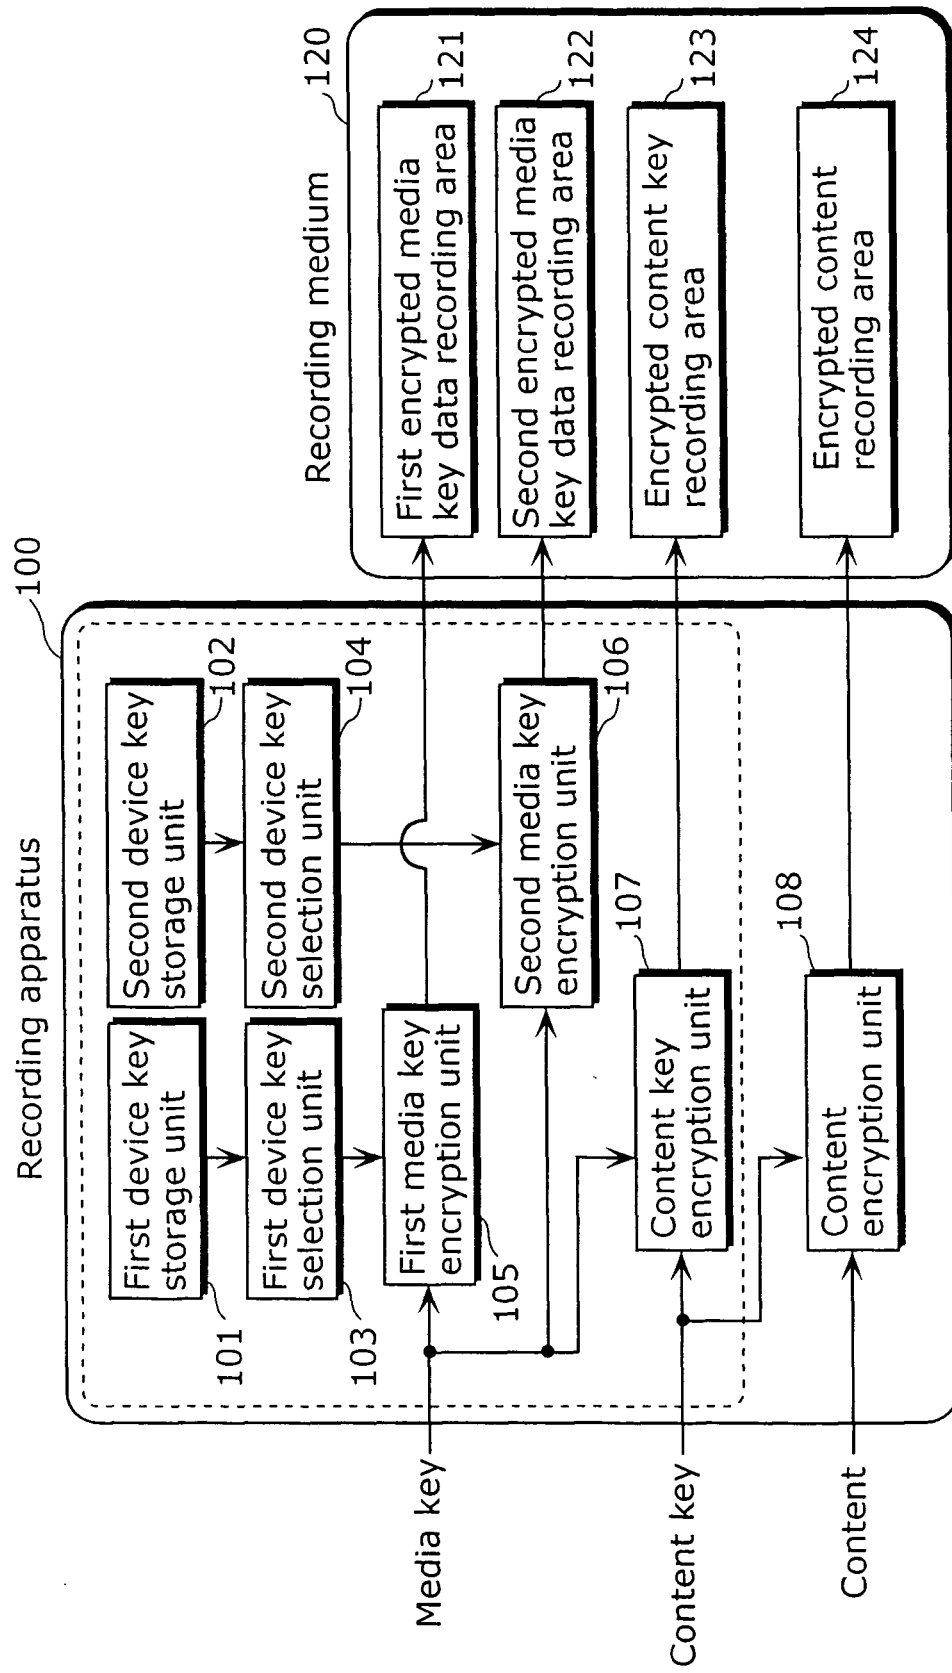 Recording apparatus
100
First device key
storage unit
101
Second device key
storage unit
102
First device key
selection unit
103
Second device key
selection unit
104
First media key
encryption unit
105
Second media key
encryption unit
106
Content key
encryption unit
107
Content
encryption unit
108
Media key
Content key
Content
Recording medium
120
First encrypted media
key data recording area
121
Second encrypted media
key data recording area
122
Encrypted content key
recording area
123
Encrypted content
recording area
124